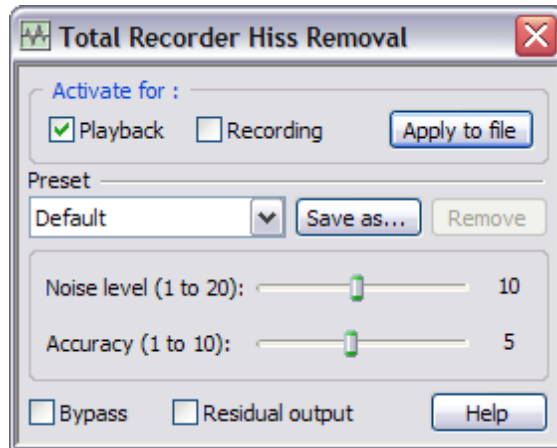 Total Recorder Hiss Removal
Activate for :
Playback Recording Apply to file
Preset
Default Save as... Remove
Noise level (1 to 20): 10
Accuracy (1 to 10): 5
Bypass Residual output Help